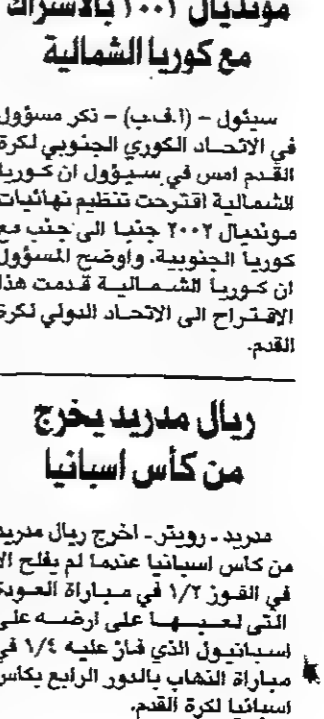 مونديال ٢٠٠٢ بالاشتراك
مع كوريا الشمالية
سيئول - (ا.ف.ب) - ذكر مسؤول
في الاتحاد الكوري الجنوبي لكرة
القدم امس في سيؤول ان كوريا
الشمالية اقترحت تنظيم نهائيات
مونديال ٢٠٠٢ جنبا الى جنب مع
كوريا الجنوبية. واوضح المسؤول
ان كوريا الشمالية قدمت هذا
الاقتراح الى الاتحاد الدولي لكرة
القدم.
ريال مدريد يخرج
من كأس اسبانيا
مدريد - رويتر - اخرج ريال مدريد
من كاس اسبانيا عندما لم يفلح الا
في الفوز ١/٢ في مباراة العودة
التي لعبها على ارضه على
اسبانيول الذي فاز عليه ١/٤ في
مباراة الذهاب بالدور الرابع بكأس
اسبانيا لكرة القدم.